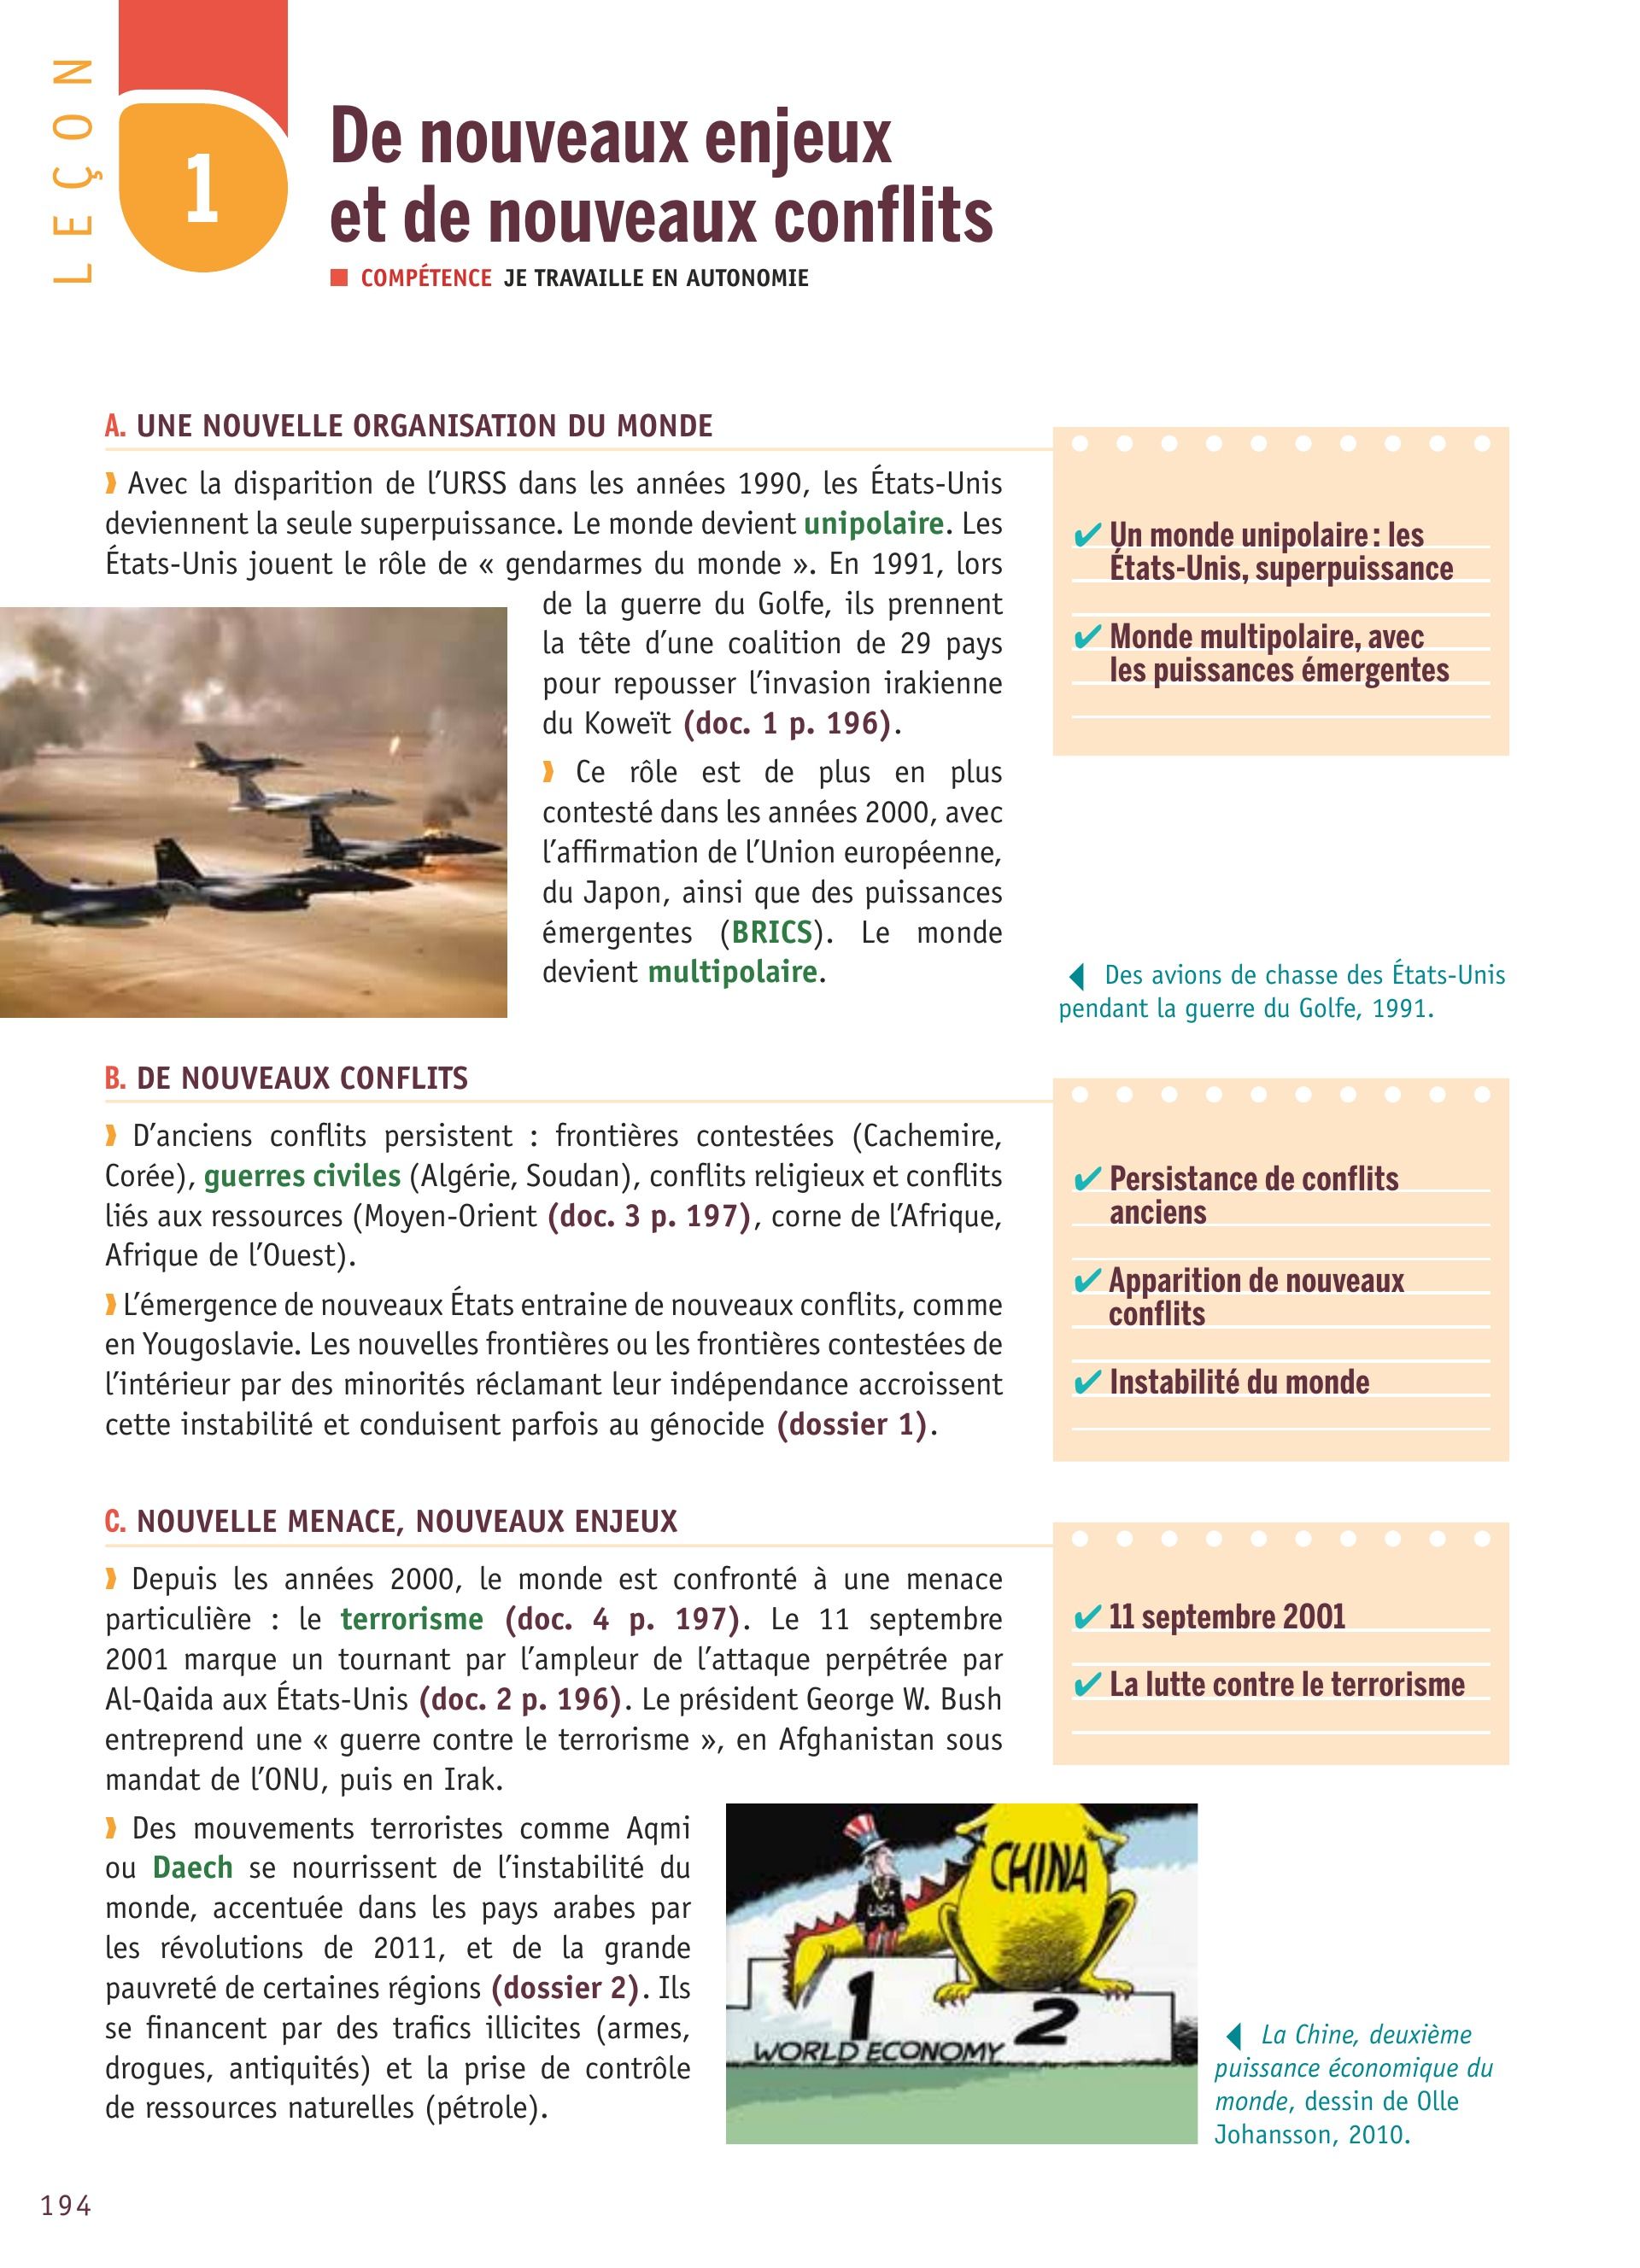 LEÇON
1
De nouveaux enjeux
et de nouveaux conflits
■ COMPÉTENCE JE TRAVAILLE EN AUTONOMIE
A. UNE NOUVELLE ORGANISATION DU MONDE
Avec la disparition de l’URSS dans les années 1990, les États-Unis
deviennent la seule superpuissance. Le monde devient unipolaire. Les
États-Unis jouent le rôle de « gendarmes du monde ». En 1991, lors
de la guerre du Golfe, ils prennent
la tête d’une coalition de 29 pays
pour repousser l’invasion irakienne
du Koweït (doc. 1 p. 196).
Ce rôle est de plus en plus
contesté dans les années 2000, avec
l’affirmation de l’Union européenne,
du Japon, ainsi que des puissances
émergentes (BRICS). Le monde
devient multipolaire.
✔ Un monde unipolaire : les
États-Unis, superpuissance
✔ Monde multipolaire, avec
les puissances émergentes
◀ Des avions de chasse des États-Unis
pendant la guerre du Golfe, 1991.
B. DE NOUVEAUX CONFLITS
D’anciens conflits persistent : frontières contestées (Cachemire,
Corée), guerres civiles (Algérie, Soudan), conflits religieux et conflits
liés aux ressources (Moyen-Orient (doc. 3 p. 197), corne de l’Afrique,
Afrique de l’Ouest).
L’émergence de nouveaux États entraine de nouveaux conflits, comme
en Yougoslavie. Les nouvelles frontières ou les frontières contestées de
l’intérieur par des minorités réclamant leur indépendance accroissent
cette instabilité et conduisent parfois au génocide (dossier 1).
✔ Persistance de conflits
anciens
✔ Apparition de nouveaux
conflits
✔ Instabilité du monde
C. NOUVELLE MENACE, NOUVEAUX ENJEUX
Depuis les années 2000, le monde est confronté à une menace
particulière : le terrorisme (doc. 4 p. 197). Le 11 septembre
2001 marque un tournant par l’ampleur de l’attaque perpétrée par
Al-Qaida aux États-Unis (doc. 2 p. 196). Le président George W. Bush
entreprend une « guerre contre le terrorisme », en Afghanistan sous
mandat de l’ONU, puis en Irak.
Des mouvements terroristes comme Aqmi
ou Daech se nourrissent de l’instabilité du
monde, accentuée dans les pays arabes par
les révolutions de 2011, et de la grande
pauvreté de certaines régions (dossier 2). Ils
se financent par des trafics illicites (armes,
drogues, antiquités) et la prise de contrôle
de ressources naturelles (pétrole).
✔ 11 septembre 2001
✔ La lutte contre le terrorisme
CHINA
USA
1
2
WORLD ECONOMY
◀ La Chine, deuxième
puissance économique du
monde, dessin de Olle
Johansson, 2010.
194